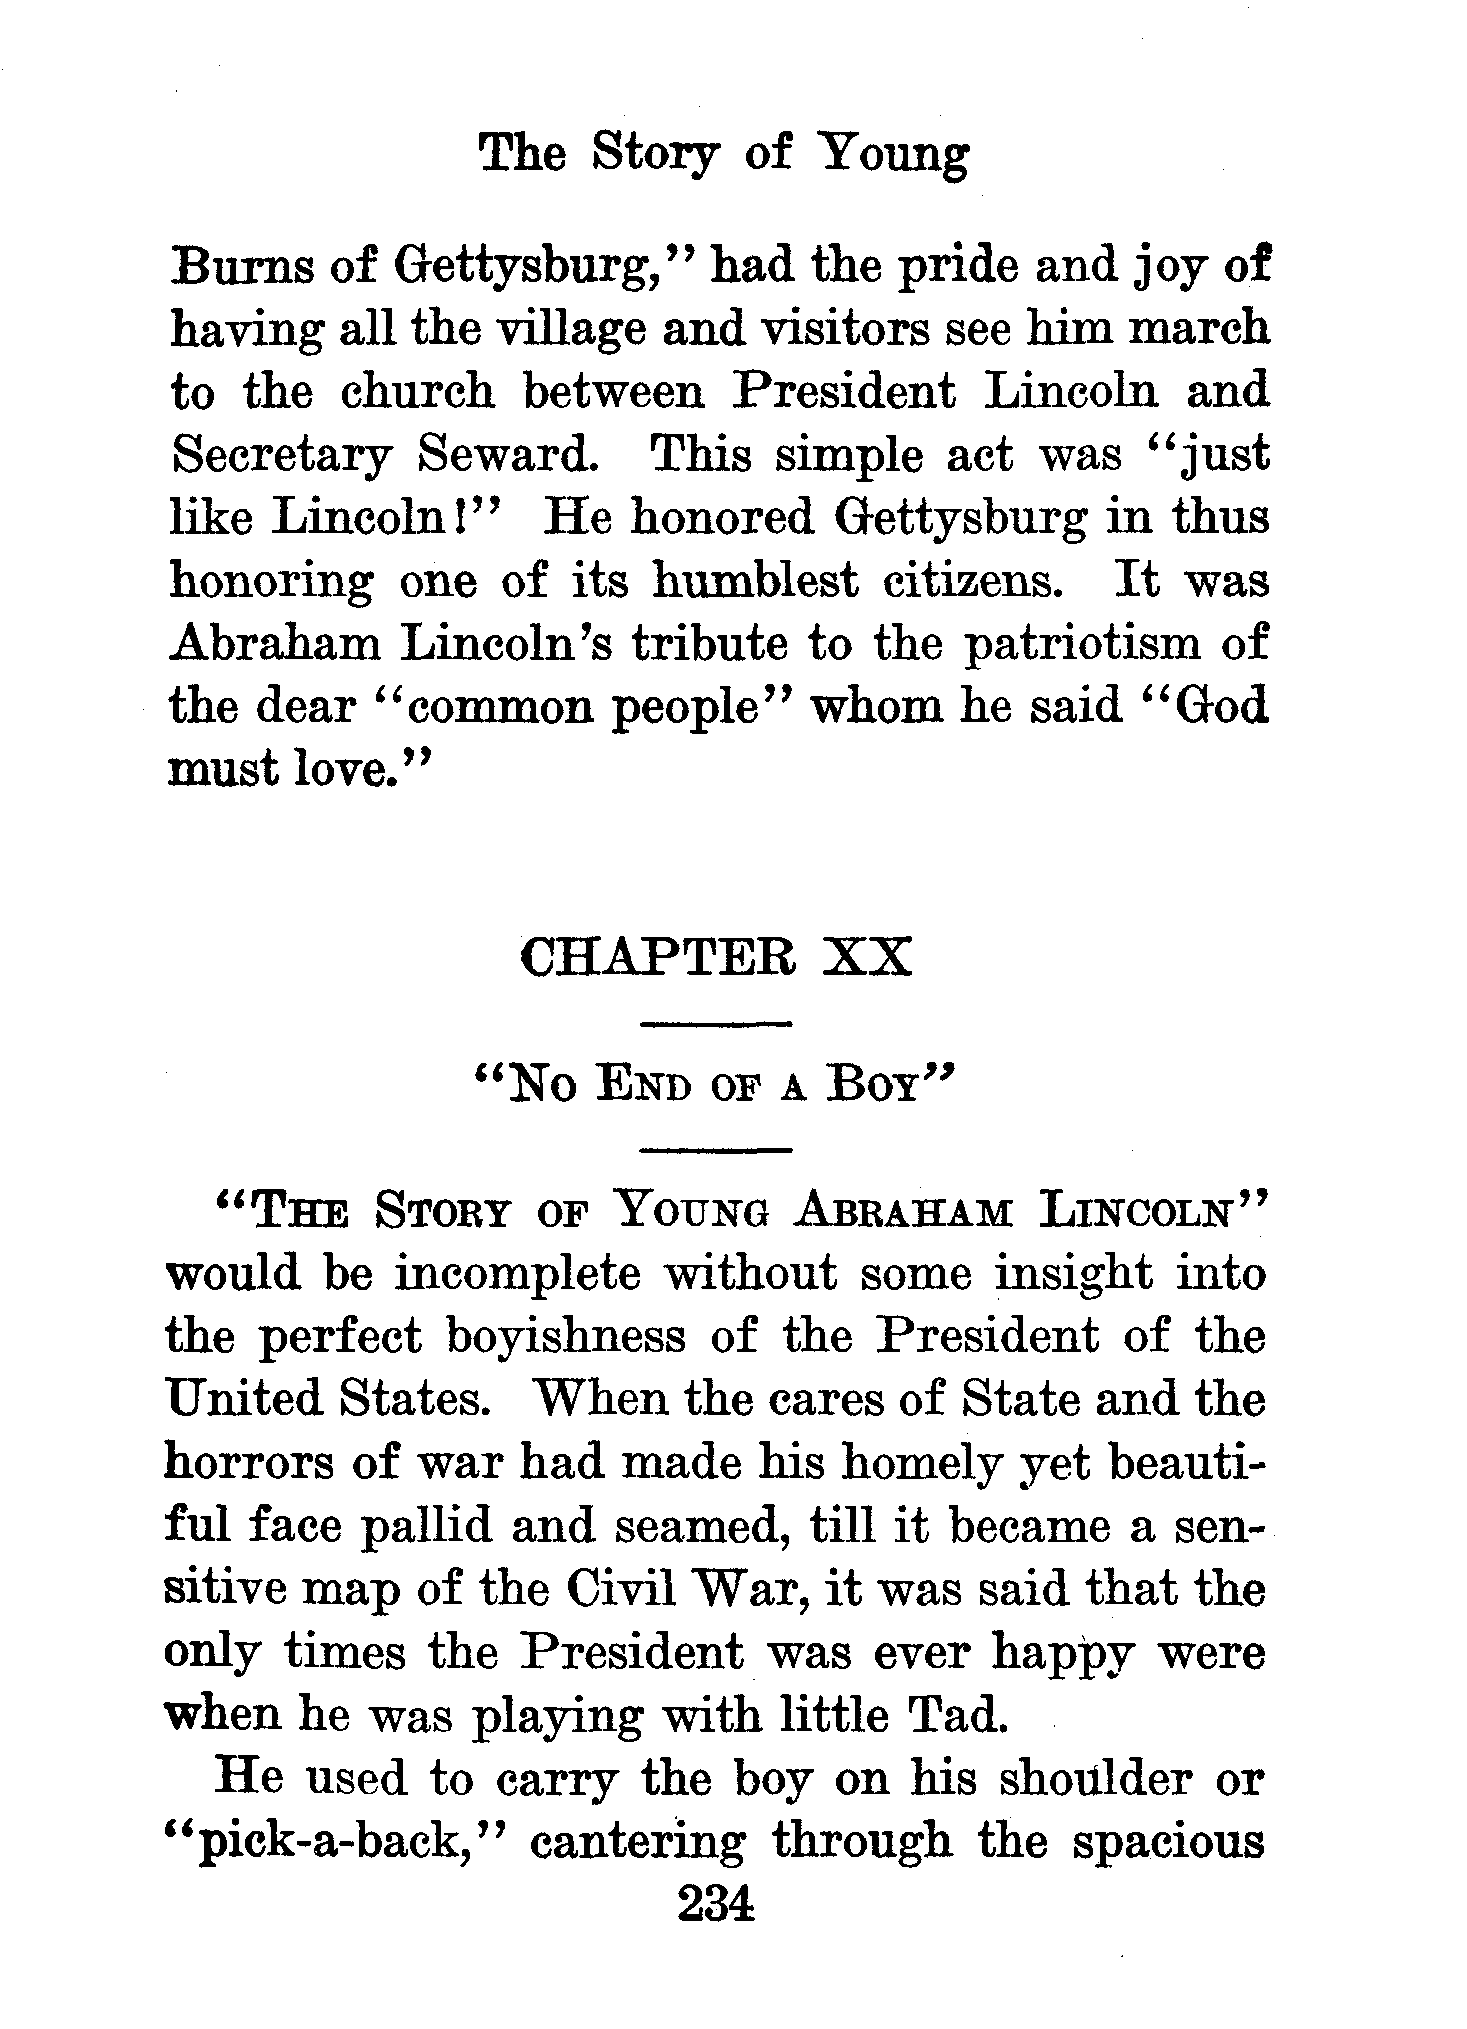 The Story of Young
Burns of Gettysburg,'' had the pride and joy of
having all the village and visitors see him march
to the church between President Lincoln and
Secretary Seward. This simple act was ``just
like Lincoln!'' He honored Gettysburg in thus
honoring one of its humblest citizens. It was
Abraham Lincoln's tribute to the patriotism of
the dear ``common people'' whom he said ``God
must love.''
CHAPTER XX
``No End of a Boy''
``The Story of Young Abraham Lincoln''
would be incomplete without some insight into
the perfect boyishness of the President of the
United States. When the cares of State and the
horrors of war had made his homely yet beauti-
ful face pallid and seamed, till it became a sen-
sitive map of the Civil War, it was said that the
only times the President was ever happy were
when he was playing with little Tad.
He used to carry the boy on his shoulder or
``pick-a-back,'' cantering through the spacious
234